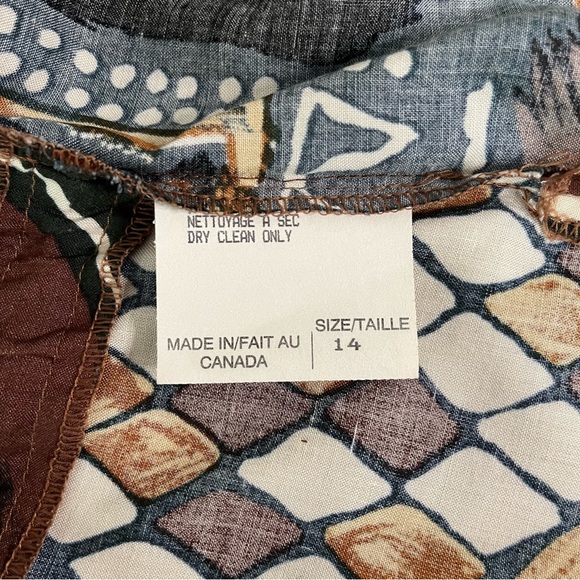 NETTOYAGE A SEC
DRY CLEAN ONLY
MADE IN/FAIT AU
CANADA
SIZE/TAILLE
14